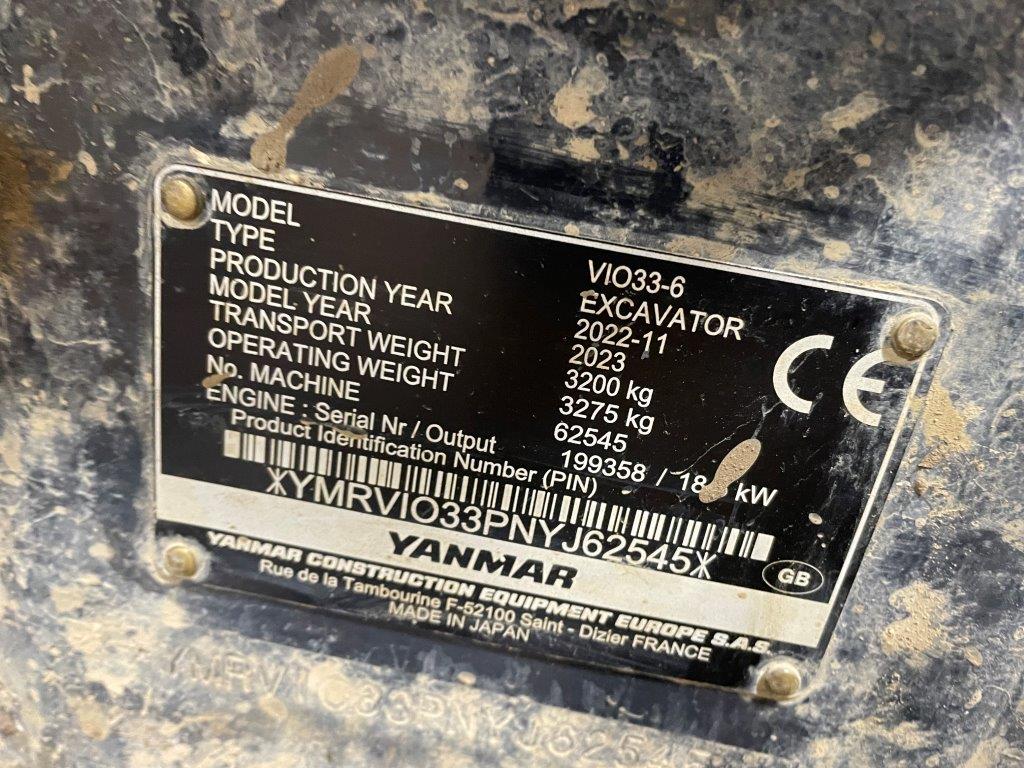 MODEL VIO33-6
TYPE EXCAVATOR
PRODUCTION YEAR 2022-11
MODEL YEAR 2023
TRANSPORT WEIGHT 3200 kg
OPERATING WEIGHT 3275 kg
No. MACHINE 62545
ENGINE : Serial Nr / Output 199358 / kW
Product Identification Number (PIN)
XYMRVIO33PNYJ62545X
CE
YANMAR
GB
YANMAR CONSTRUCTION EQUIPMENT EUROPE S.A.S.
Rue de la Tambourine F-52100 Saint - Dizier FRANCE
MADE IN JAPAN